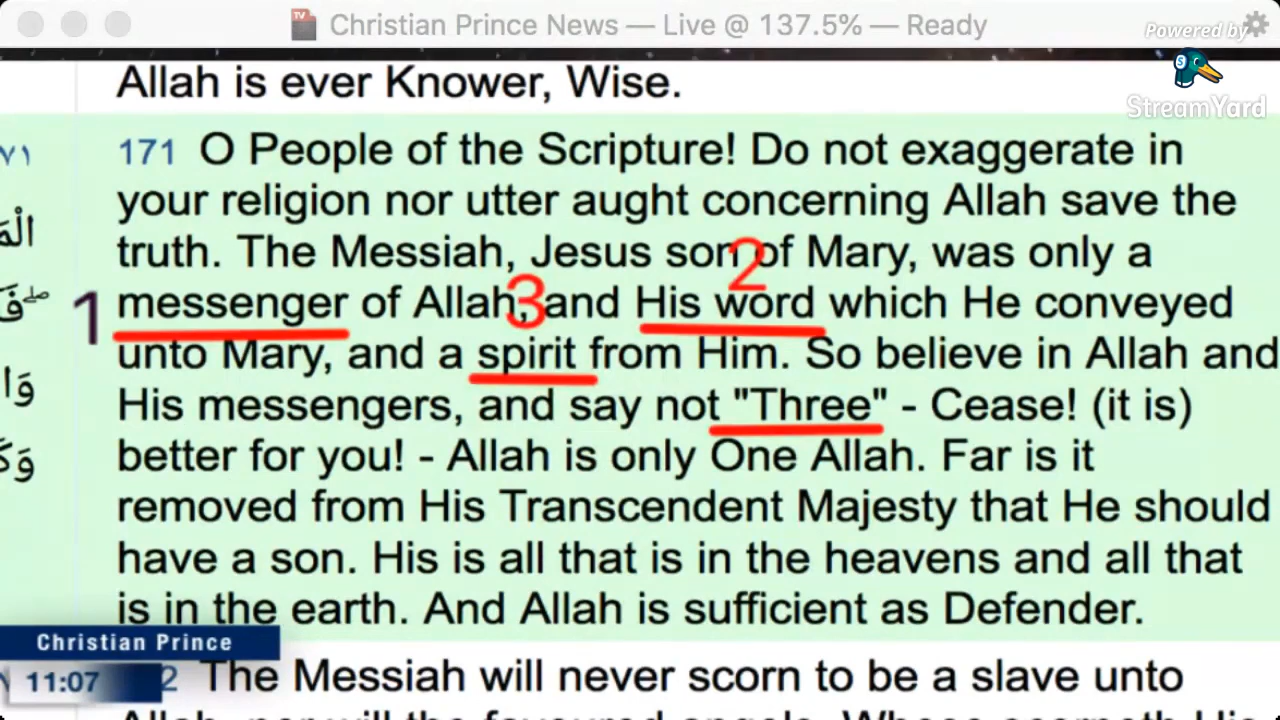 Christian Prince News — Live @ 137.5% — Ready
Powered by
StreamYard
Allah is ever Knower, Wise.
171 O People of the Scripture! Do not exaggerate in
your religion nor utter aught concerning Allah save the
truth. The Messiah, Jesus son of Mary, was only a
2
3
1
messenger of Allah, and His word which He conveyed
unto Mary, and a spirit from Him. So believe in Allah and
His messengers, and say not "Three" - Cease! (it is)
better for you! - Allah is only One Allah. Far is it
removed from His Transcendent Majesty that He should
have a son. His is all that is in the heavens and all that
is in the earth. And Allah is sufficient as Defender.
Christian Prince
11:07
2 The Messiah will never scorn to be a slave unto